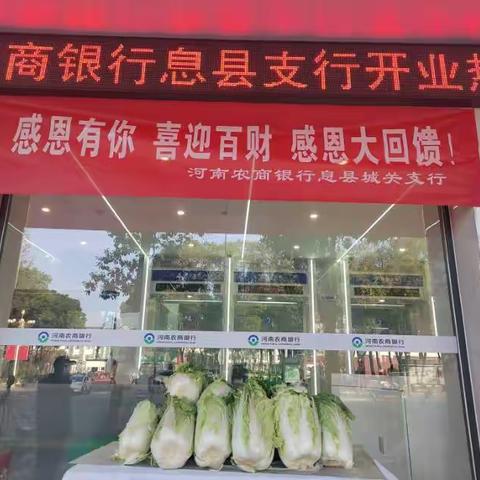 商银行息县支行开业热
感恩有你 喜迎百财 感恩大回馈!
河南农商银行息县城关支行
河南农商银行 河南农商银行 河南农商银行 河南农商银行